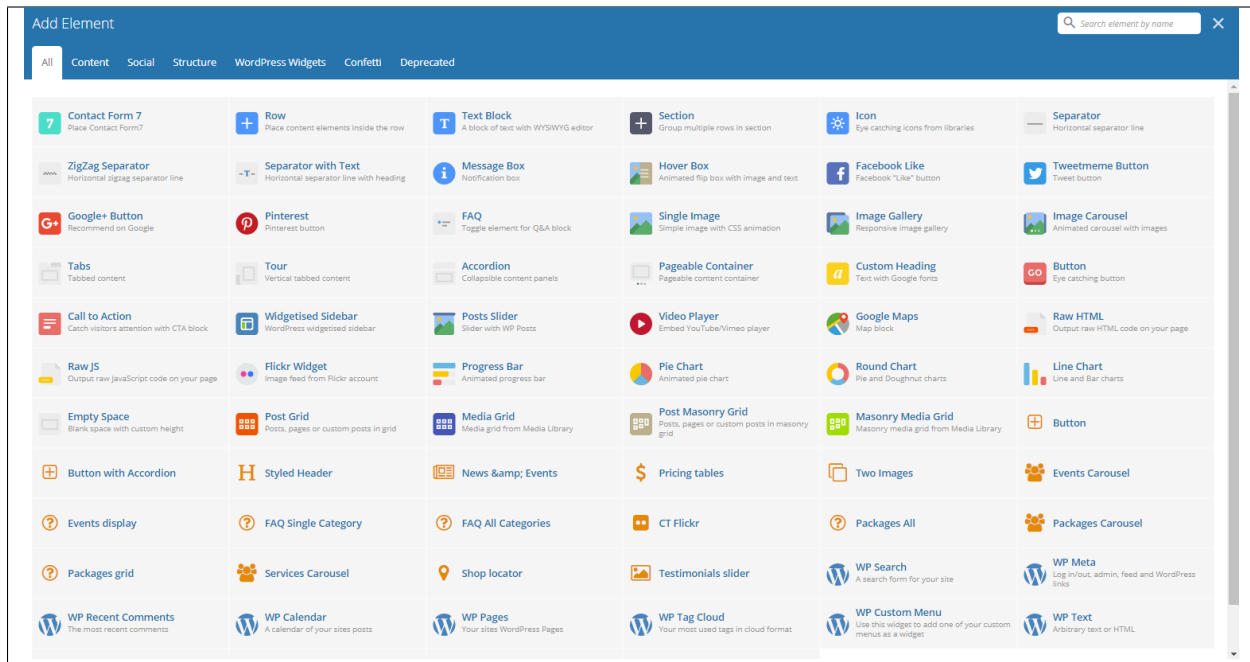 Add Element
Search element by name
All Content Social Structure WordPress Widgets Confetti Deprecated
7 Contact Form 7
Place Contact Form7
Row
Place content elements inside the row
T Text Block
A block of text with WYSIWYG editor
Section
Group multiple rows in section
Icon
Eye catching icons from libraries
Separator
Horizontal separator line
ZigZag Separator
Horizontal zigzag separator line
-T- Separator with Text
Horizontal separator line with heading
i Message Box
Notification box
Hover Box
Animated flip box with image and text
f Facebook Like
Facebook "Like" button
Tweetmeme Button
Tweet button
G+ Google+ Button
Recommend on Google
Pinterest
Pinterest button
FAQ
Toggle element for Q&A block
Single Image
Simple image with CSS animation
Image Gallery
Responsive image gallery
Image Carousel
Animated carousel with images
Tabs
Tabbed content
Tour
Vertical tabbed content
Accordion
Collapsible content panels
Pageable Container
Pageable content container
a Custom Heading
Text with Google fonts
GO Button
Eye catching button
Call to Action
Catch visitors attention with CTA block
Widgetised Sidebar
WordPress widgetised sidebar
Posts Slider
Slider with WP Posts
Video Player
Embed YouTube/Vimeo player
Google Maps
Map block
Raw HTML
Output raw HTML code on your page
Raw JS
Output raw JavaScript code on your page
Flickr Widget
Image feed from Flickr account
Progress Bar
Animated progress bar
Pie Chart
Animated pie chart
Round Chart
Pie and Doughnut charts
Line Chart
Line and Bar charts
Empty Space
Blank space with custom height
Post Grid
Posts, pages or custom posts in grid
Media Grid
Media grid from Media Library
Post Masonry Grid
Posts, pages or custom posts in masonry
grid
Masonry Media Grid
Masonry media grid from Media Library
Button
Button with Accordion
H Styled Header
News &amp; Events
$ Pricing tables
Two Images
Events Carousel
? Events display
? FAQ Single Category
? FAQ All Categories
CT Flickr
? Packages All
Packages Carousel
? Packages grid
Services Carousel
Shop locator
Testimonials slider
WP Search
A search form for your site
WP Meta
Log in/out, admin, feed and WordPress
links
WP Recent Comments
The most recent comments
WP Calendar
A calendar of your sites posts
WP Pages
Your sites WordPress Pages
WP Tag Cloud
Your most used tags in cloud format
WP Custom Menu
Use this widget to add one of your custom
menus as a widget
WP Text
Arbitrary text or HTML